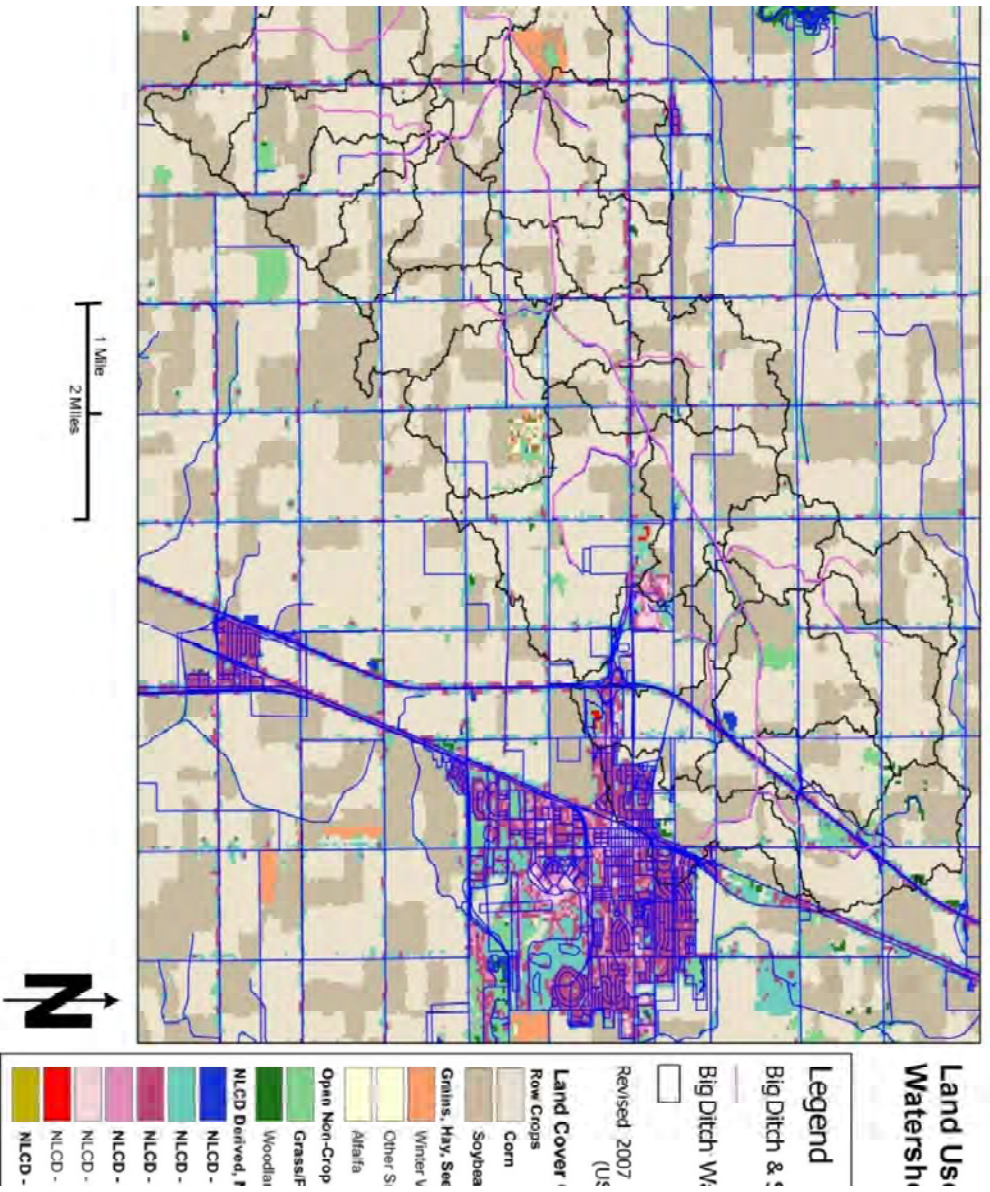 Land Use
Watershe
Legend
Big Ditch & S
Big Ditch Wa
Revised 2007
(US
Land Cover
Row Crops
Corn
Soybea
Grains, Hay, See
Winter W
Other S
Alfalfa
Open Non-Crop
Grass/P
Woodlan
NLCD Derived, N
NLCD -
NLCD -
NLCD -
NLCD -
NLCD -
NLCD -
NLCD -
1 Mile
2 Miles
N